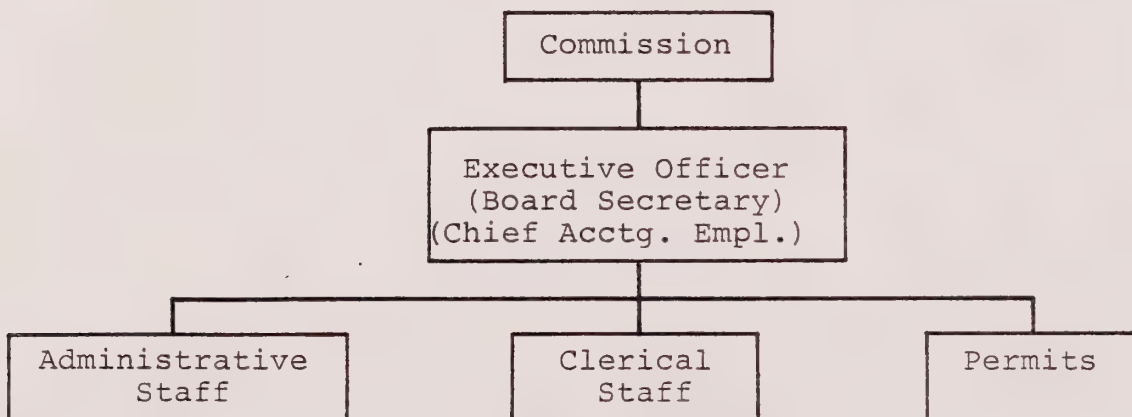 Commission
Executive Officer
(Board Secretary)
(Chief Acctg. Empl.)
Administrative
Staff
Clerical
Staff
Permits